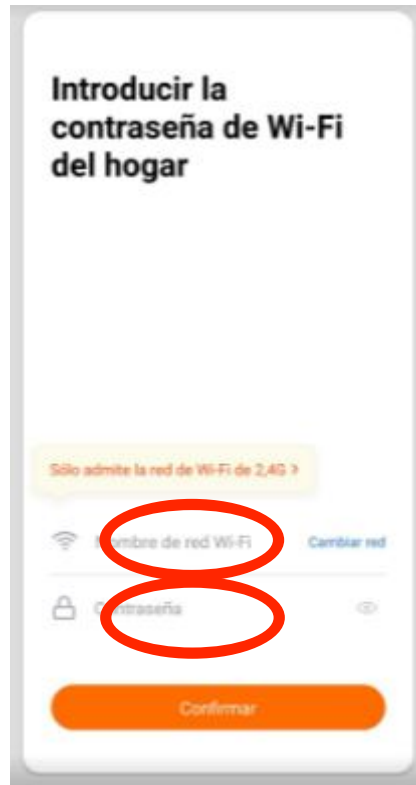 Introducir la
contraseña de Wi-Fi
del hogar
Sólo admite la red de Wi-Fi de 2,4G >
Nombre de red Wi-Fi Cambiar red
Contraseña
Confirmar